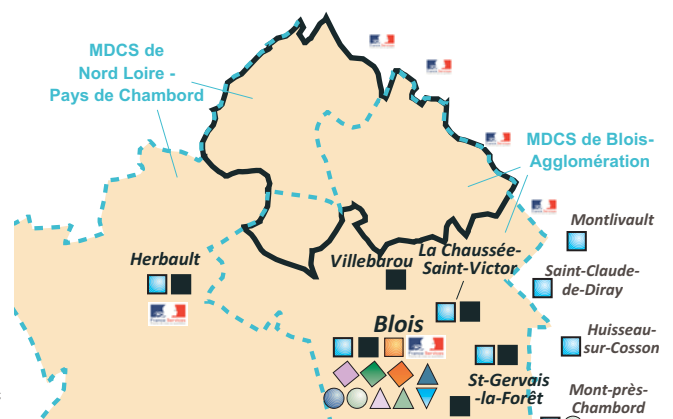 MDCS de
Nord Loire -
Pays de Chambord
MDCS de Blois-
Agglomération
Montlivault
Herbault
Villebarou
La Chaussée-
Saint-Victor
Saint-Claude-
de-Diray
Blois
Huisseau-
sur-Cosson
St-Gervais
-la-Forêt
Mont-près-
Chambord